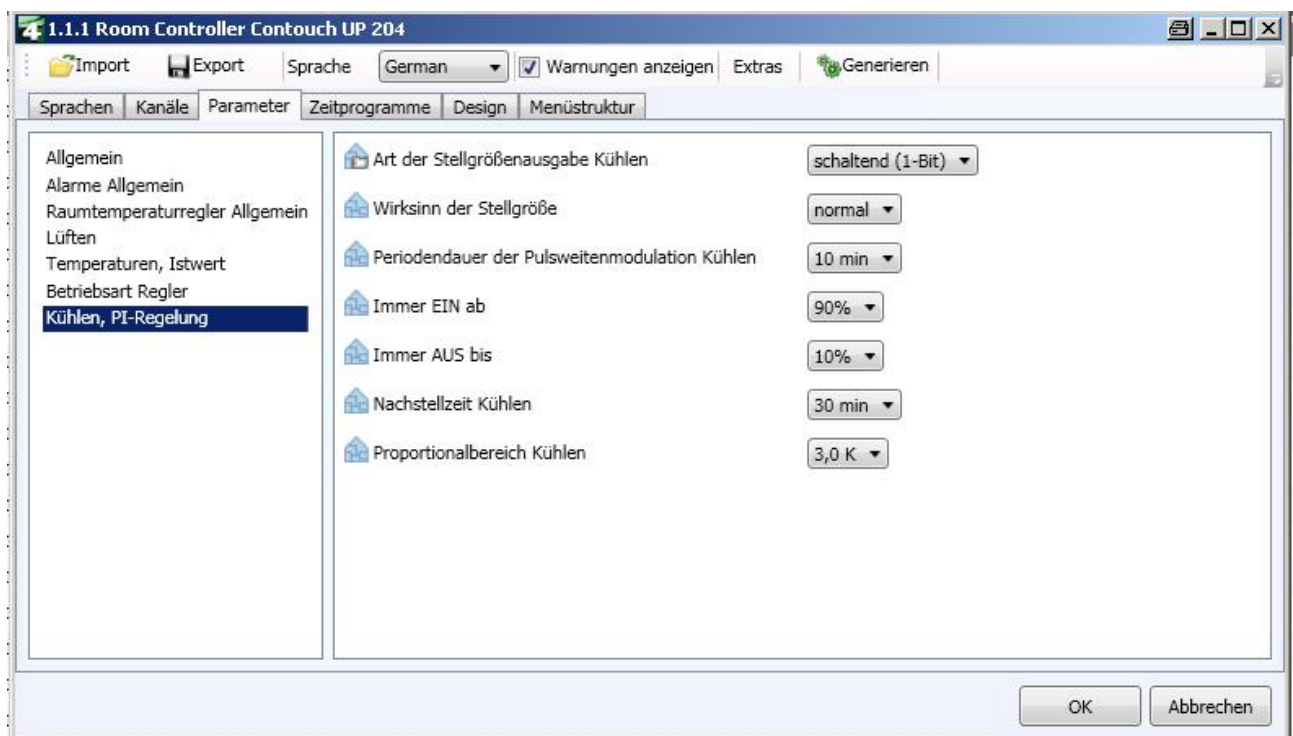 4 1.1.1 Room Controller Contouch UP 204
Import Export Sprache German Warnungen anzeigen Extras Generieren
Sprachen Kanäle Parameter Zeitprogramme Design Menüstruktur
Allgemein
Alarme Allgemein
Raumtemperaturregler Allgemein
Lüften
Temperaturen, Istwert
Betriebsart Regler
Kühlen, PI-Regelung
Art der Stellgrößenausgabe Kühlen schaltend (1-Bit)
Wirksinn der Stellgröße normal
Periodendauer der Pulsweitenmodulation Kühlen 10 min
Immer EIN ab 90%
Immer AUS bis 10%
Nachstellzeit Kühlen 30 min
Proportionalbereich Kühlen 3,0 K
OK Abbrechen